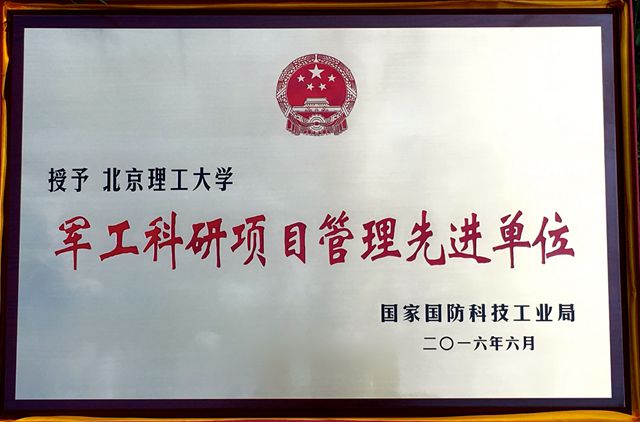 授予 北京理工大学
军工科研项目管理先进单位
国家国防科技工业局
二〇一六年六月